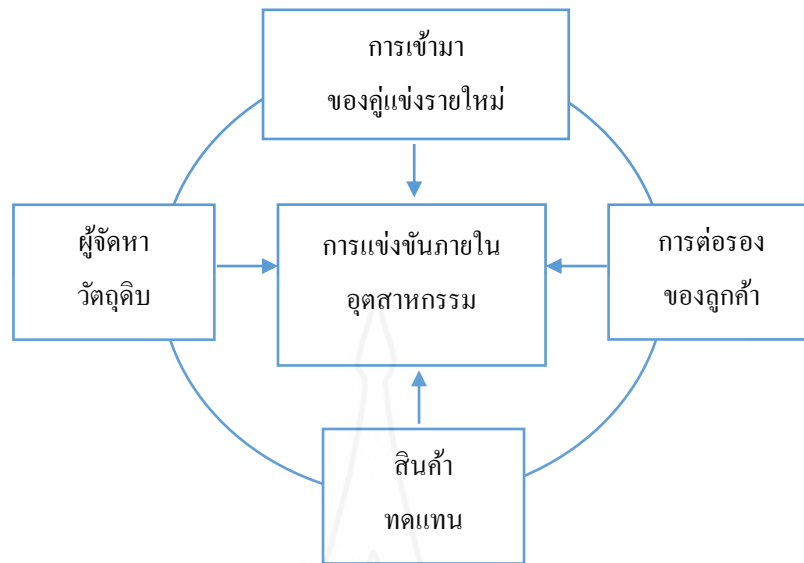 การเข้ามา
ของคู่แข่งรายใหม่
ผู้จัดหา
วัตถุดิบ
การแข่งขันภายใน
อุตสาหกรรม
การต่อรอง
ของลูกค้า
สินค้า
ทดแทน